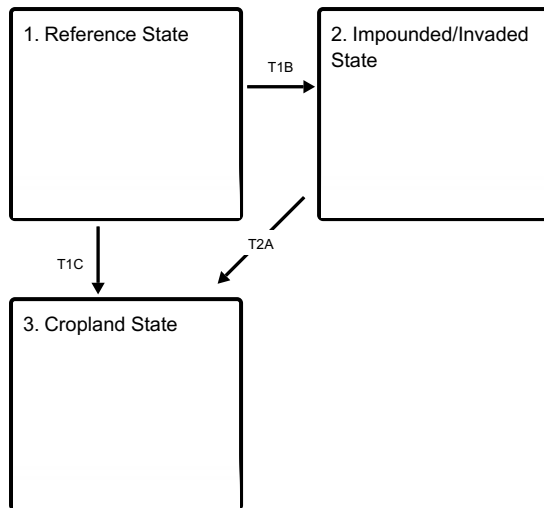 1. Reference State
2. Impounded/Invaded
State
T1B
T1C
T2A
3. Cropland State